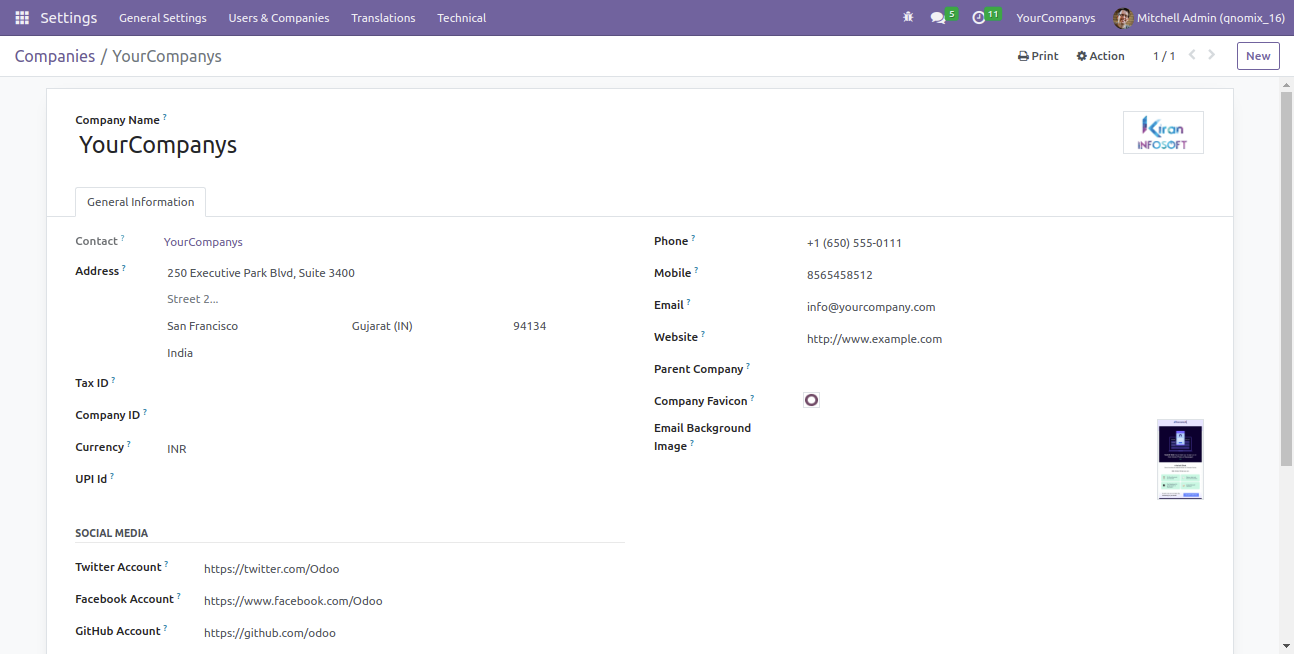 Settings General Settings Users & Companies Translations Technical 5 11 YourCompanys Mitchell Admin (qnomix_16)
Companies / YourCompanys Print Action 1 / 1 New
Company Name ?
YourCompanys
Kiran
INFOSOFT
General Information
Contact ? YourCompanys
Address ? 250 Executive Park Blvd, Suite 3400
Street 2...
San Francisco Gujarat (IN) 94134
India
Tax ID ?
Company ID ?
Currency ? INR
UPI Id ?
Phone ? +1 (650) 555-0111
Mobile ? 8565458512
Email ? info@yourcompany.com
Website ? http://www.example.com
Parent Company ?
Company Favicon ?
Email Background
Image ?
SOCIAL MEDIA
Twitter Account ? https://twitter.com/Odoo
Facebook Account ? https://www.facebook.com/Odoo
GitHub Account ? https://github.com/odoo